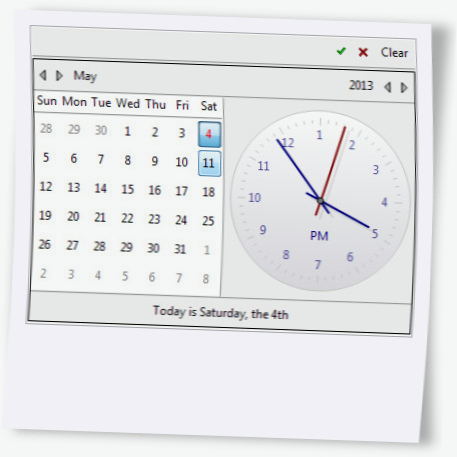 Clear
May 2013
Sun Mon Tue Wed Thu Fri Sat
28 29 30 1 2 3 4
5 6 7 8 9 10 11
12 13 14 15 16 17 18
19 20 21 22 23 24 25
26 27 28 29 30 31 1
2 3 4 5 6 7 8
12 1 2 3 4 5 6 7 8 9 10 11
PM
Today is Saturday, the 4th